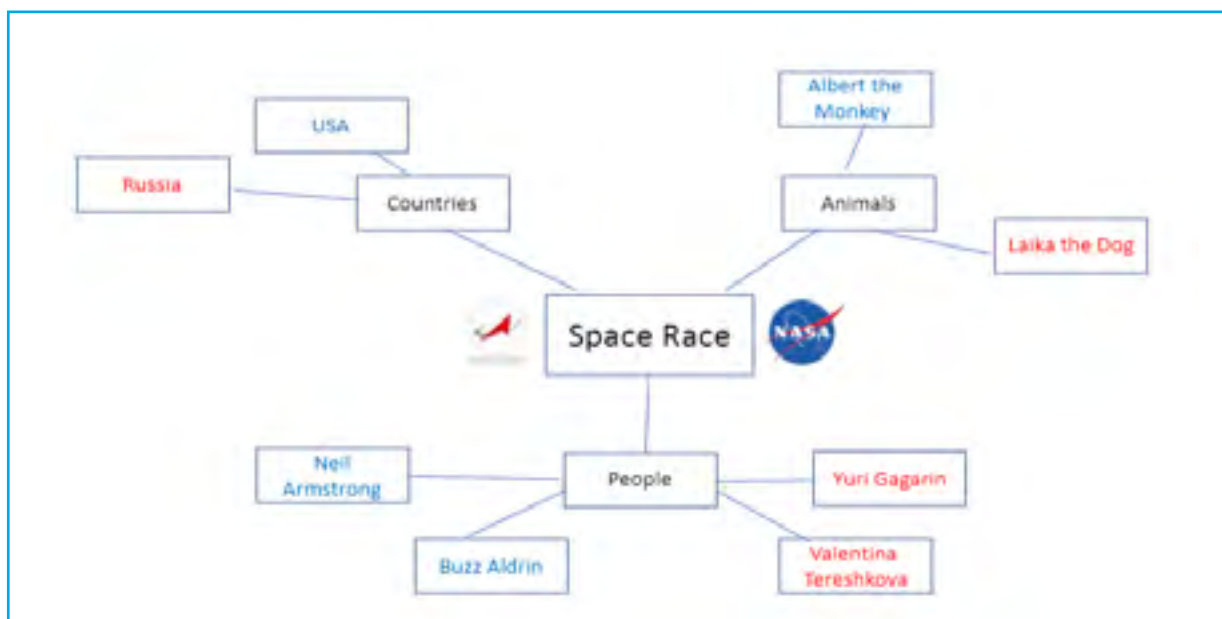 Albert the
Monkey
USA
Russia
Countries
Animals
Laika the Dog
Space Race
NASA
Neil
Armstrong
People
Yuri Gagarin
Buzz Aldrin
Valentina
Tereshkova